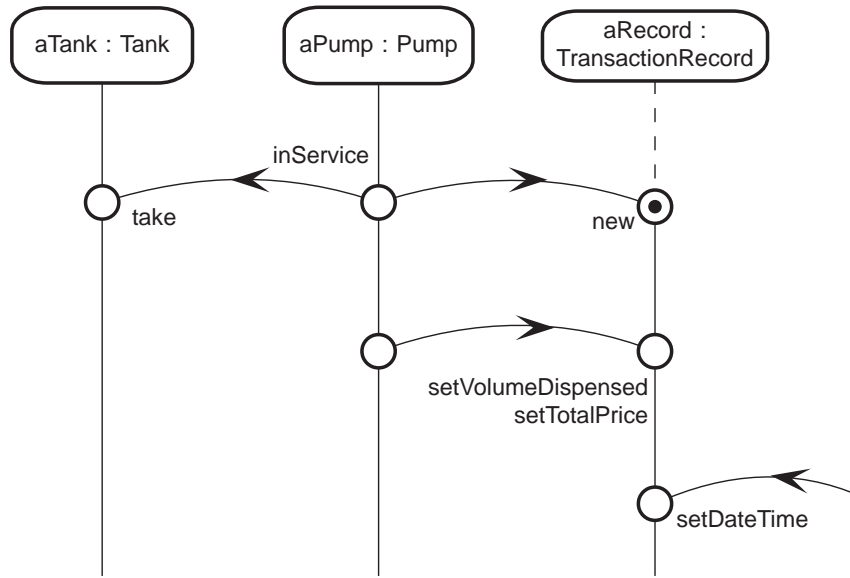 aTank : Tank
aPump : Pump
aRecord :
TransactionRecord
inService
take
new
setVolumeDispensed
setTotalPrice
setDateTime